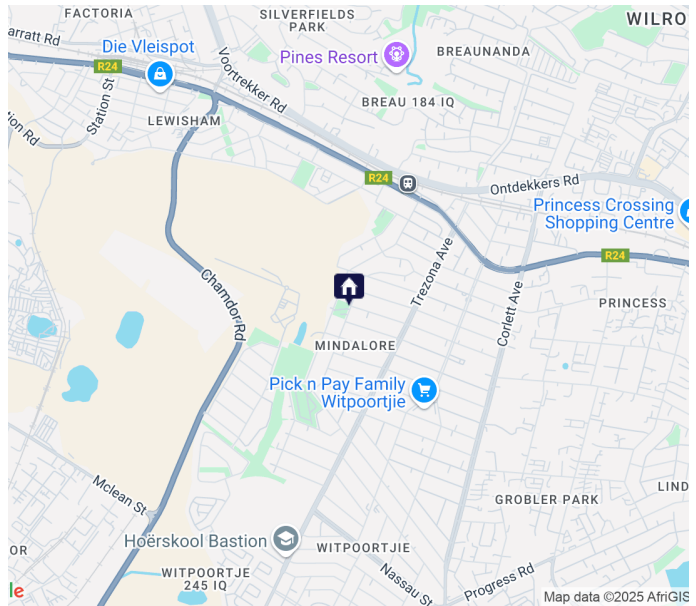 FACTORIA
SILVERFIELDS
PARK
WILRO
arratt Rd
Die Vleispot
R24
Pines Resort
BREAUNANDA
Voortrekker Rd
Station St
BREAU 184 IQ
LEWISHAM
tion Rd
R24
Ontdekkers Rd
Princess Crossing
Shopping Centre
R24
Trezona Ave
Chamdor Rd
Corlett Ave
PRINCESS
MINDALORE
Pick n Pay Family
Witpoortjie
Mclean St
GROBLER PARK
LIND
Hoërskool Bastion
WITPOORTJIE
OR
WITPOORTJE
245 IQ
Nassau St
Progress Rd
le
Map data ©2025 AfriGIS